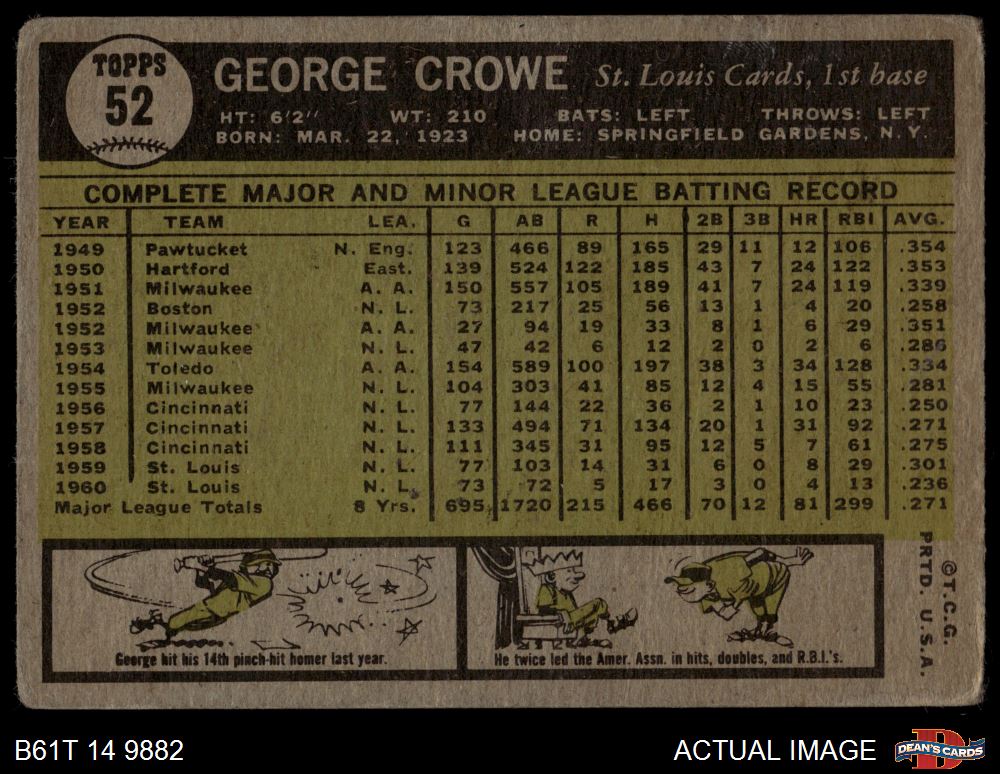 TOPPS
52
GEORGE CROWE St. Louis Cards, 1st base
HT: 6'2" WT: 210 BATS: LEFT THROWS: LEFT
BORN: MAR. 22, 1923 HOME: SPRINGFIELD GARDENS, N. Y.
COMPLETE MAJOR AND MINOR LEAGUE BATTING RECORD
YEAR TEAM LEA. G AB R H 2B 3B HR RBI AVG.
1949 Pawtucket N. Eng. 123 466 89 165 29 11 12 106 .354
1950 Hartford East. 139 524 122 185 43 7 24 122 .353
1951 Milwaukee A. A. 150 557 105 189 41 7 24 119 .339
1952 Boston N. L. 73 217 25 56 13 1 4 20 .258
1952 Milwaukee A. A. 27 94 19 33 8 1 6 29 .351
1953 Milwaukee N. L. 47 42 6 12 2 0 2 6 .286
1954 Toledo A. A. 154 589 100 197 38 3 34 128 .334
1955 Milwaukee N. L. 104 303 41 85 12 4 15 55 .281
1956 Cincinnati N. L. 77 144 22 36 2 1 10 23 .250
1957 Cincinnati N. L. 133 494 71 134 20 1 31 92 .271
1958 Cincinnati N. L. 111 345 31 95 12 5 7 61 .275
1959 St. Louis N. L. 77 103 14 31 6 0 8 29 .301
1960 St. Louis N. L. 73 72 5 17 3 0 4 13 .236
Major League Totals 8 Yrs. 695 1720 215 466 70 12 81 299 .271
George hit his 14th pinch-hit homer last year.
He twice led the Amer. Assn. in hits, doubles, and R.B.I.'s.
©T.C.G.
PRTD. U.S.A.
B61T 14 9882
ACTUAL IMAGE
DEAN'S CARDS